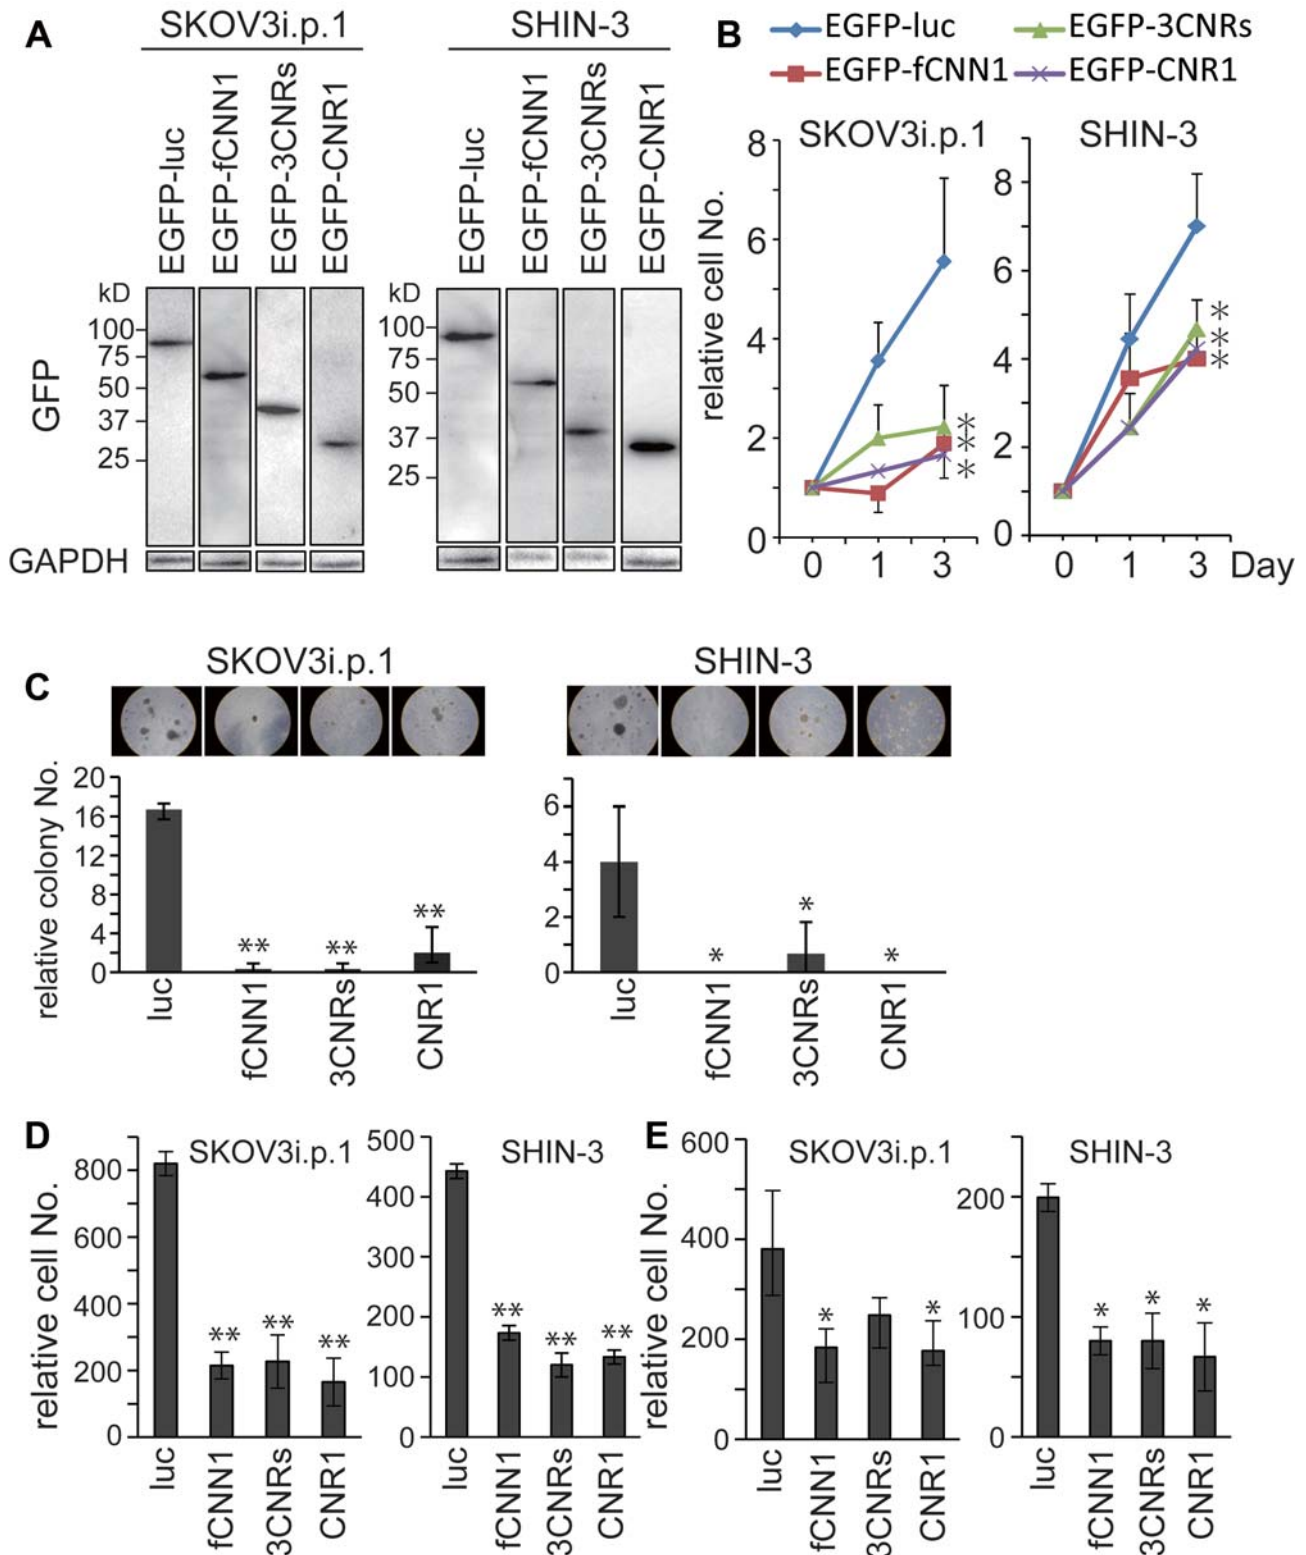 A
SKOV3i.p.1
SHIN-3
EGFP-luc
EGFP-fCNN1
EGFP-3CNRs
EGFP-CNR1
EGFP-luc
EGFP-fCNN1
EGFP-3CNRs
EGFP-CNR1
kD
100
75
50
37
25
kD
100
75
50
37
25
GFP
GAPDH
B
EGFP-luc
EGFP-3CNRs
EGFP-fCNN1
EGFP-CNR1
SKOV3i.p.1
SHIN-3
relative cell No.
8
6
4
2
0
0 1 3
***
8
6
4
2
0
0 1 3 Day
***
C
SKOV3i.p.1
SHIN-3
relative colony No.
20
16
12
8
4
0
** ** **
luc
fCNN1
3CNRs
CNR1
6
4
2
0
* * *
luc
fCNN1
3CNRs
CNR1
D
SKOV3i.p.1
relative cell No.
800
600
400
200
0
** ** **
luc
fCNN1
3CNRs
CNR1
SHIN-3
500
400
300
200
100
0
** ** **
luc
fCNN1
3CNRs
CNR1
E
SKOV3i.p.1
relative cell No.
600
400
200
0
* *
luc
fCNN1
3CNRs
CNR1
SHIN-3
200
100
0
* * *
luc
fCNN1
3CNRs
CNR1